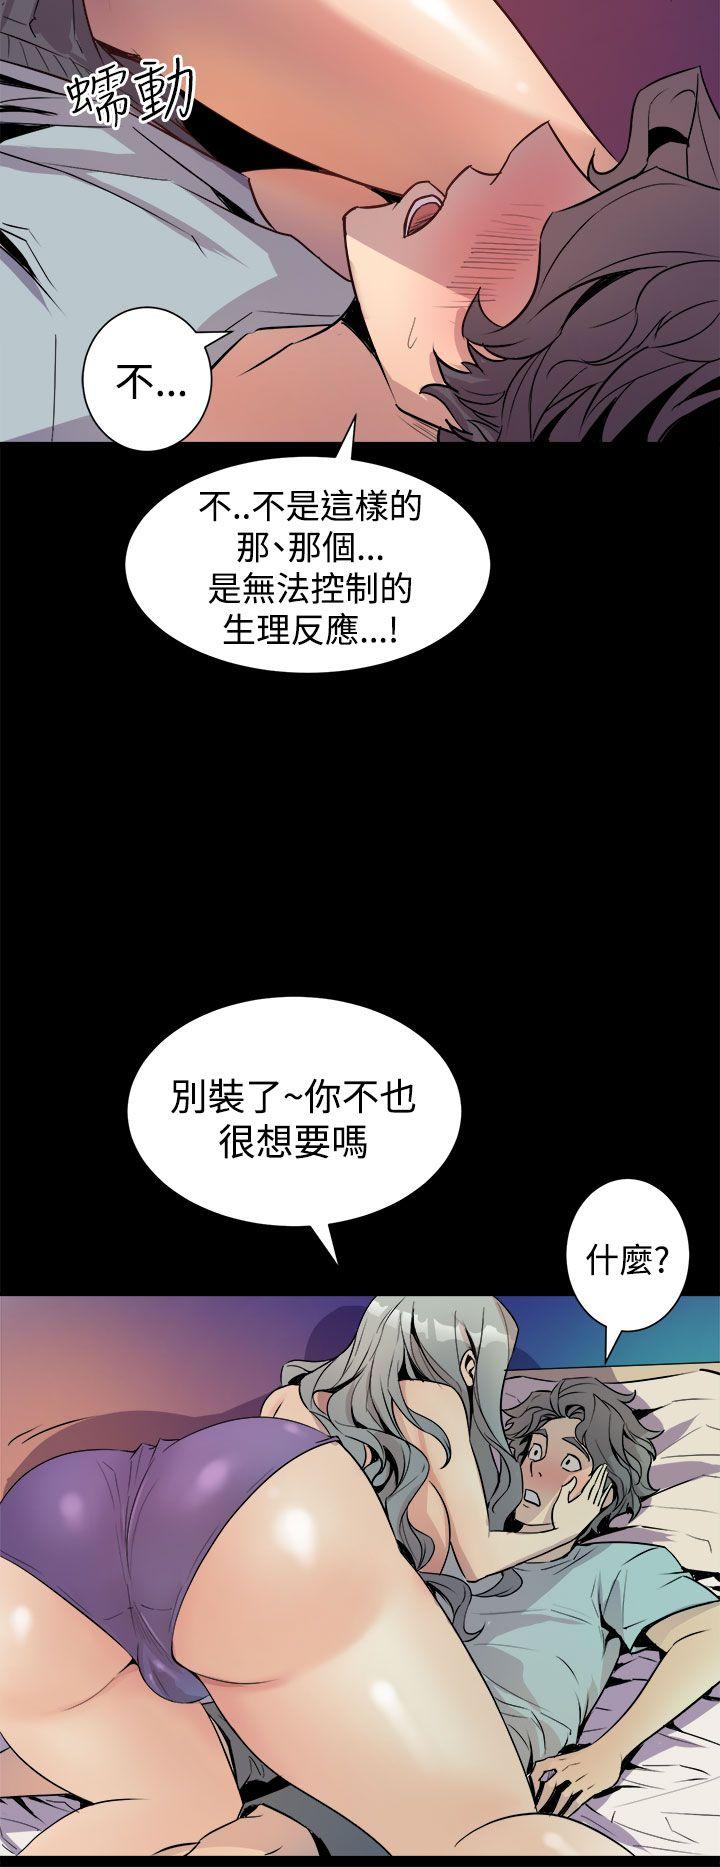 蠕動
不...
不..不是這樣的
那、那個...
是無法控制的
生理反應...!
別裝了~你不也
很想要嗎
什麼?